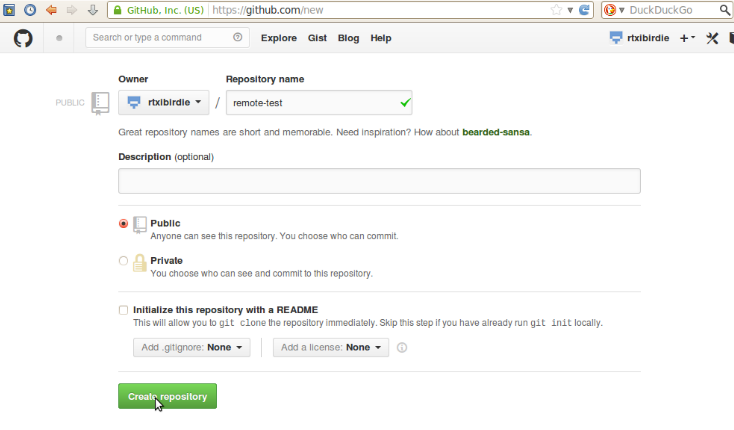 GitHub, Inc. (US) https://github.com/new DuckDuckGo
Search or type a command Explore Gist Blog Help rtxibirdie
Owner Repository name
PUBLIC rtxibirdie / remote-test
Great repository names are short and memorable. Need inspiration? How about bearded-sansa.
Description (optional)
Public
Anyone can see this repository. You choose who can commit.
Private
You choose who can see and commit to this repository.
Initialize this repository with a README
This will allow you to git clone the repository immediately. Skip this step if you have already run git init locally.
Add .gitignore: None Add a license: None
Create repository